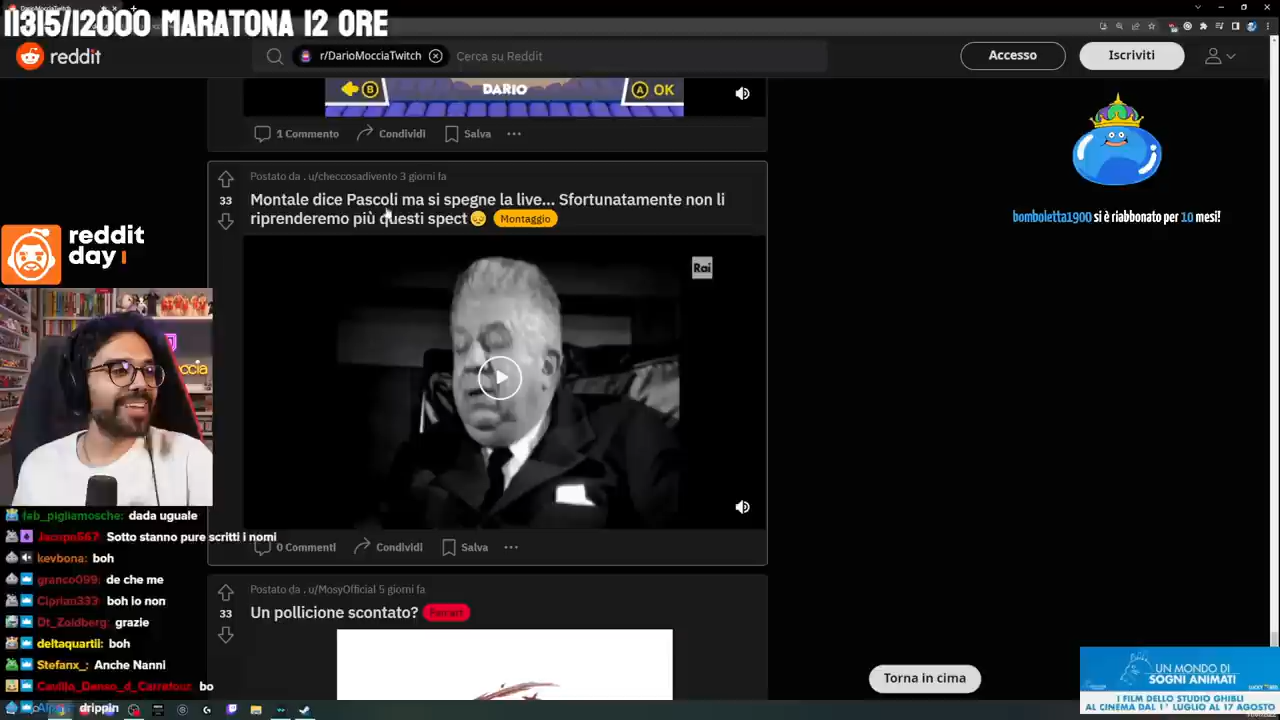 11315/12000 MARATONA 12 ORE
reddit
r/DarioMocciaTwitch
Cerca su Reddit
Accesso
Iscriviti
B
DARIO
A OK
1 Commento
Condividi
Salva
Postato da . u/checcosadivento 3 giorni fa
33
Montale dice Pascoli ma si spegne la live... Sfortunatamente non li
riprenderemo più questi spect
Montaggio
bomboletta1900 si è riabbonato per 10 mesi!
reddit
day
Rai
fab_pigliamosche: dada uguale
Jacopo567 Sotto stanno pure scritti i nomi
kevbona: boh
granco099: de che me
Ciprian333 boh io non
Dt_Zoidberg: grazie
deltaquartii: boh
Stefanx_: Anche Nanni
bo
drippin
0 Commenti
Condividi
Salva
Postato da . u/MosyOfficial 5 giorni fa
33
Un pollicione scontato?
Torna in cima
UN MONDO DI
SOGNI ANIMATI
I FILM DELLO STUDIO GHIBLI
AL CINEMA DAL 1° LUGLIO AL 17 AGOSTO